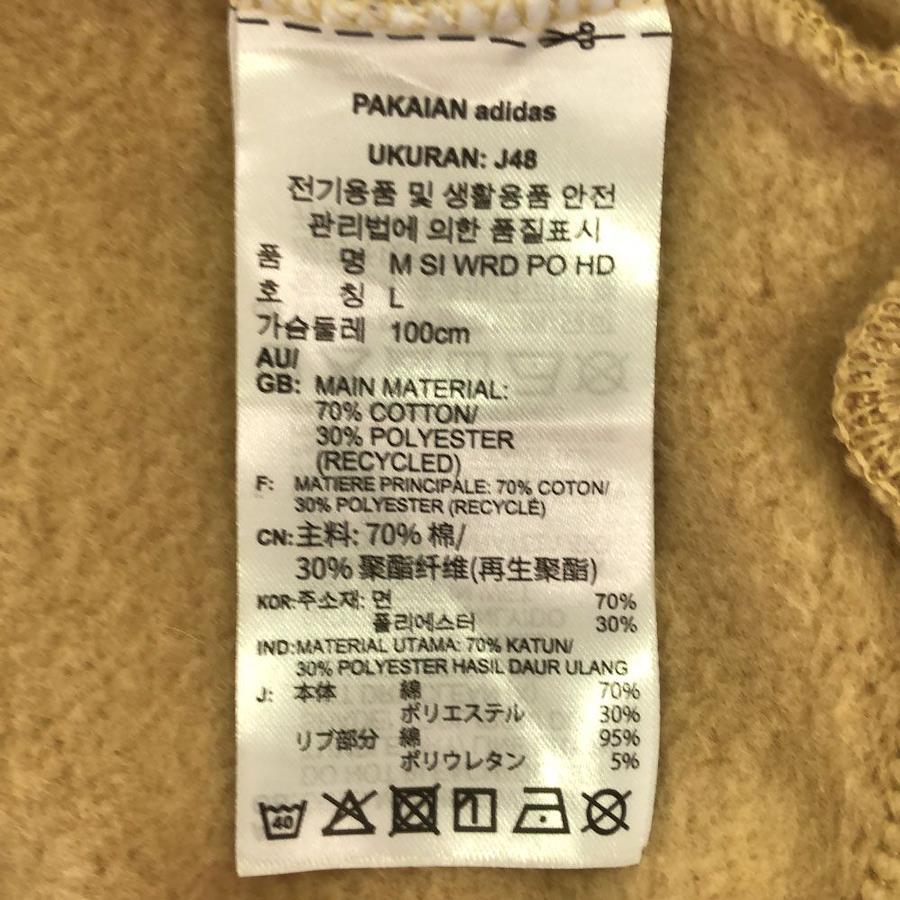 PAKAIAN adidas
UKURAN: J48
전기용품 및 생활용품 안전
관리법에 의한 품질표시
품 명 M SI WRD PO HD
호 칭 L
가슴둘레 100cm
AU/
GB: MAIN MATERIAL:
70% COTTON/
30% POLYESTER
(RECYCLED)
F: MATIERE PRINCIPALE: 70% COTON/
30% POLYESTER (RECYCLÉ)
CN:主料: 70% 棉/
30% 聚酯纤维(再生聚酯)
KOR:주소재: 면 70%
폴리에스터 30%
IND:MATERIAL UTAMA: 70% KATUN/
30% POLYESTER HASIL DAUR ULANG
J: 本体 綿 70%
ポリエステル 30%
リブ部分 綿 95%
ポリウレタン 5%
40 1